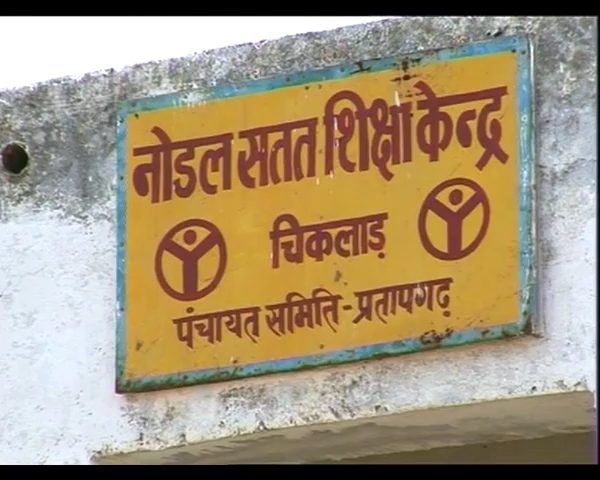 नोडल सतत शिक्षा केन्द्र
चिकलाड़
पंचायत समिति-प्रतापगढ़